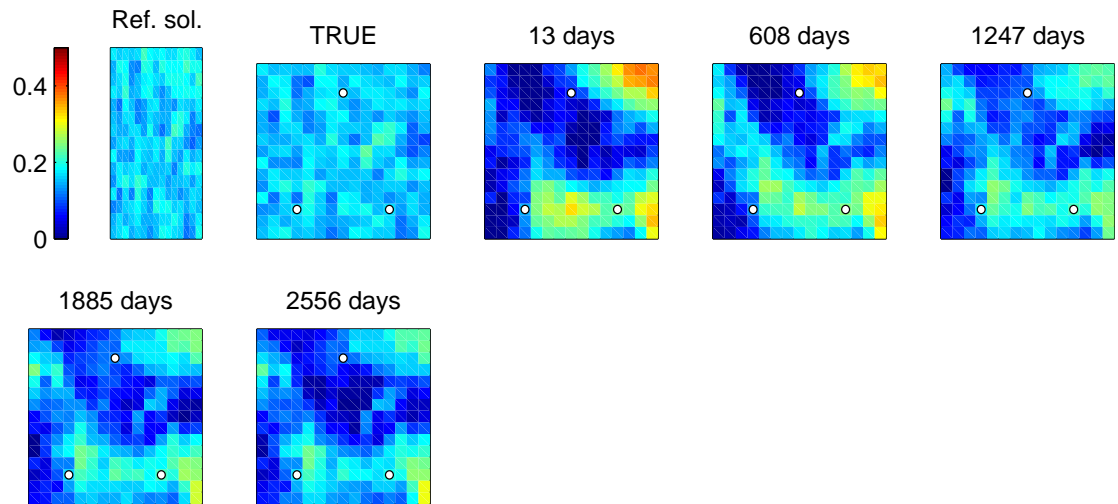 Ref. sol.
TRUE
13 days
608 days
1247 days
0.4
0.2
0
1885 days
2556 days